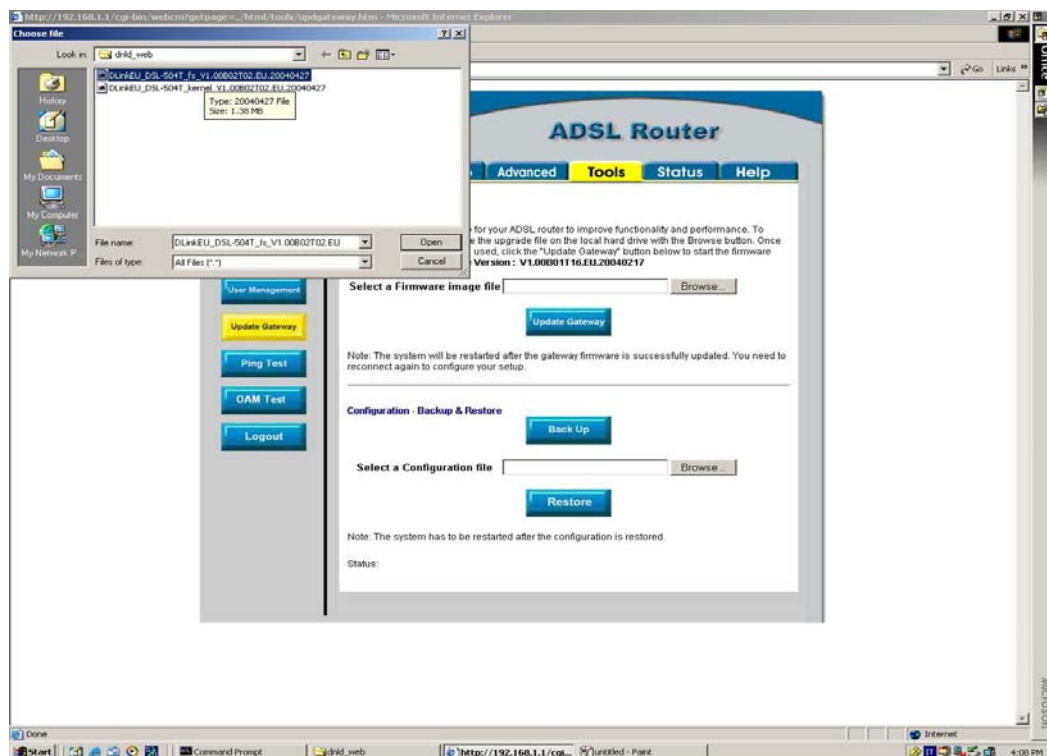 http://192.168.1.1/cgi-bin/webcm?getpage=../html/tools/updgateway.htm - Microsoft Internet Explorer
Choose file
Look in: dnld_web
History
Desktop
My Documents
My Computer
My Network P...
DLinkEU_DSL-504T_fs_V1.00B02T02.EU.20040427
DLinkEU_DSL-504T_kernel_V1.00B02T02.EU.20040427
Type: 20040427 File
Size: 1.38 MB
File name: DLinkEU_DSL-504T_fs_V1.00B02T02.EU
Open
Files of type: All Files (*.*)
Cancel
Go Links »
Office
ADSL Router
Advanced Tools Status Help
for your ADSL router to improve functionality and performance. To
the upgrade file on the local hard drive with the Browse button. Once
used, click the "Update Gateway" button below to start the firmware
Version : V1.00B01T16.EU.20040217
User Management
Select a Firmware image file Browse...
Update Gateway
Update Gateway
Note: The system will be restarted after the gateway firmware is successfully updated. You need to
reconnect again to configure your setup.
Ping Test
OAM Test
Logout
Configuration - Backup & Restore
Back Up
Select a Configuration file Browse...
Restore
Note: The system has to be restarted after the configuration is restored.
Status:
Microsoft
Done
Internet
Start
Command Prompt
dnld_web
http://192.168.1.1/cgi...
untitled - Paint
4:08 PM